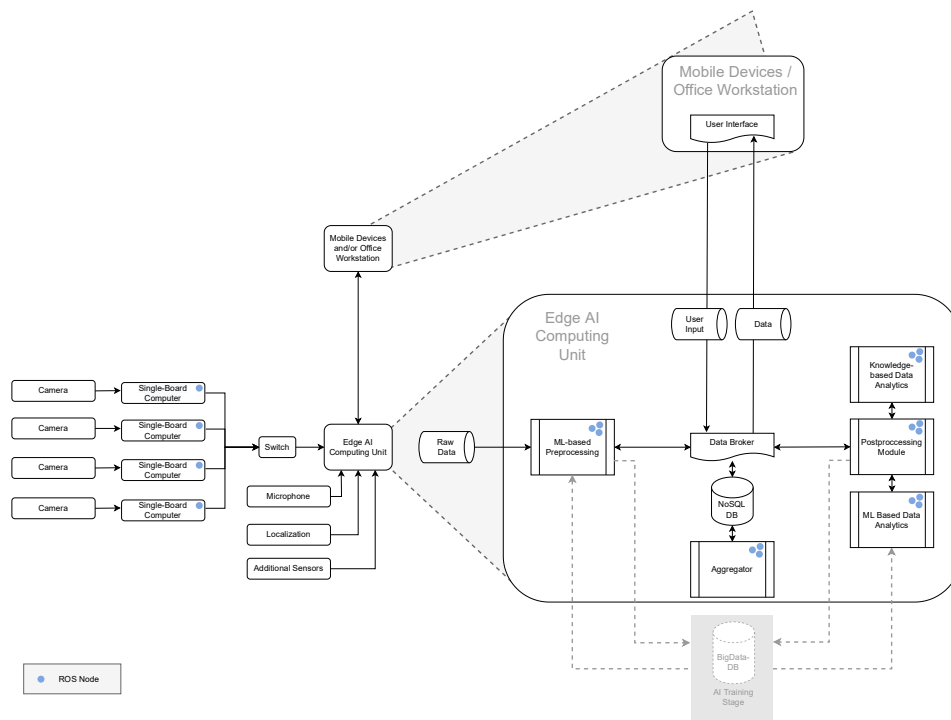 Mobile Devices /
Office Workstation
User Interface
Mobile Devices
and/or Office
Workstation
Edge AI
Computing
Unit
User
Input
Data
Knowledge-
based Data
Analytics
Camera
Single-Board
Computer
Camera
Single-Board
Computer
Camera
Single-Board
Computer
Camera
Single-Board
Computer
Switch
Edge AI
Computing Unit
Microphone
Localization
Additional Sensors
Raw
Data
ML-based
Preprocessing
Data Broker
Postproccessing
Module
NoSQL
DB
ML Based Data
Analytics
Aggregator
BigData-
DB
AI Training
Stage
ROS Node